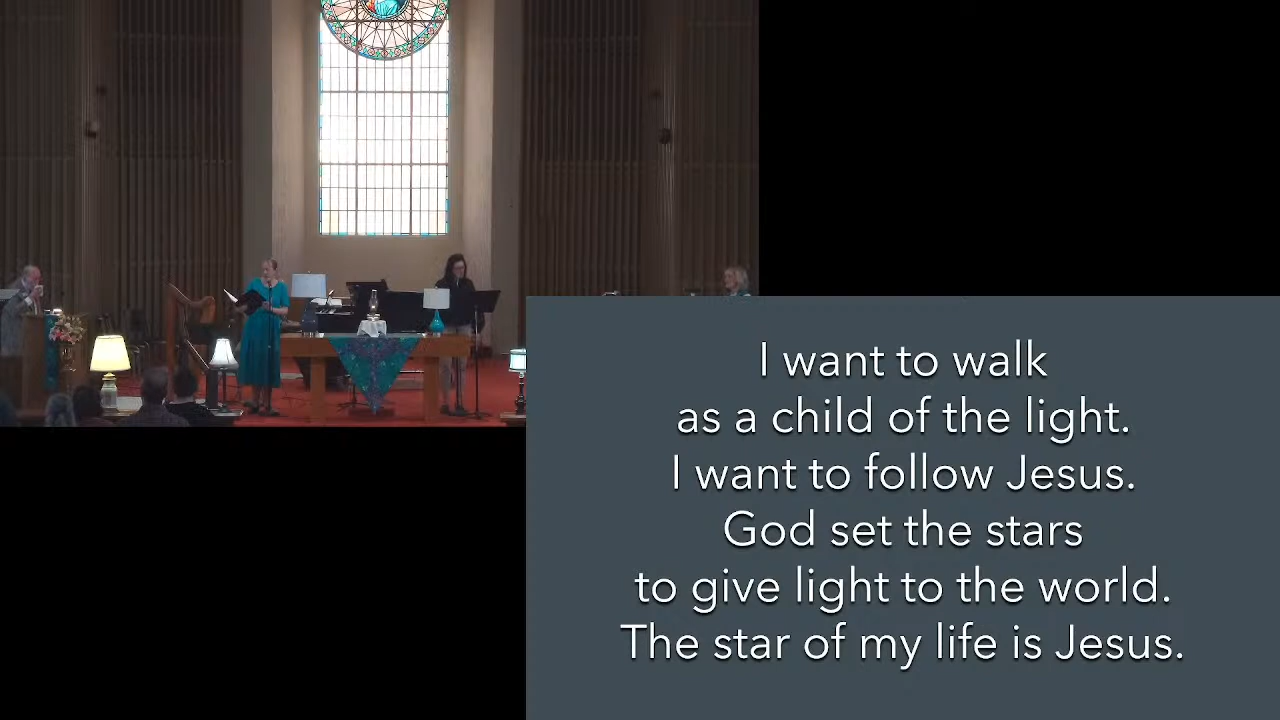 I want to walk
as a child of the light.
I want to follow Jesus.
God set the stars
to give light to the world.
The star of my life is Jesus.